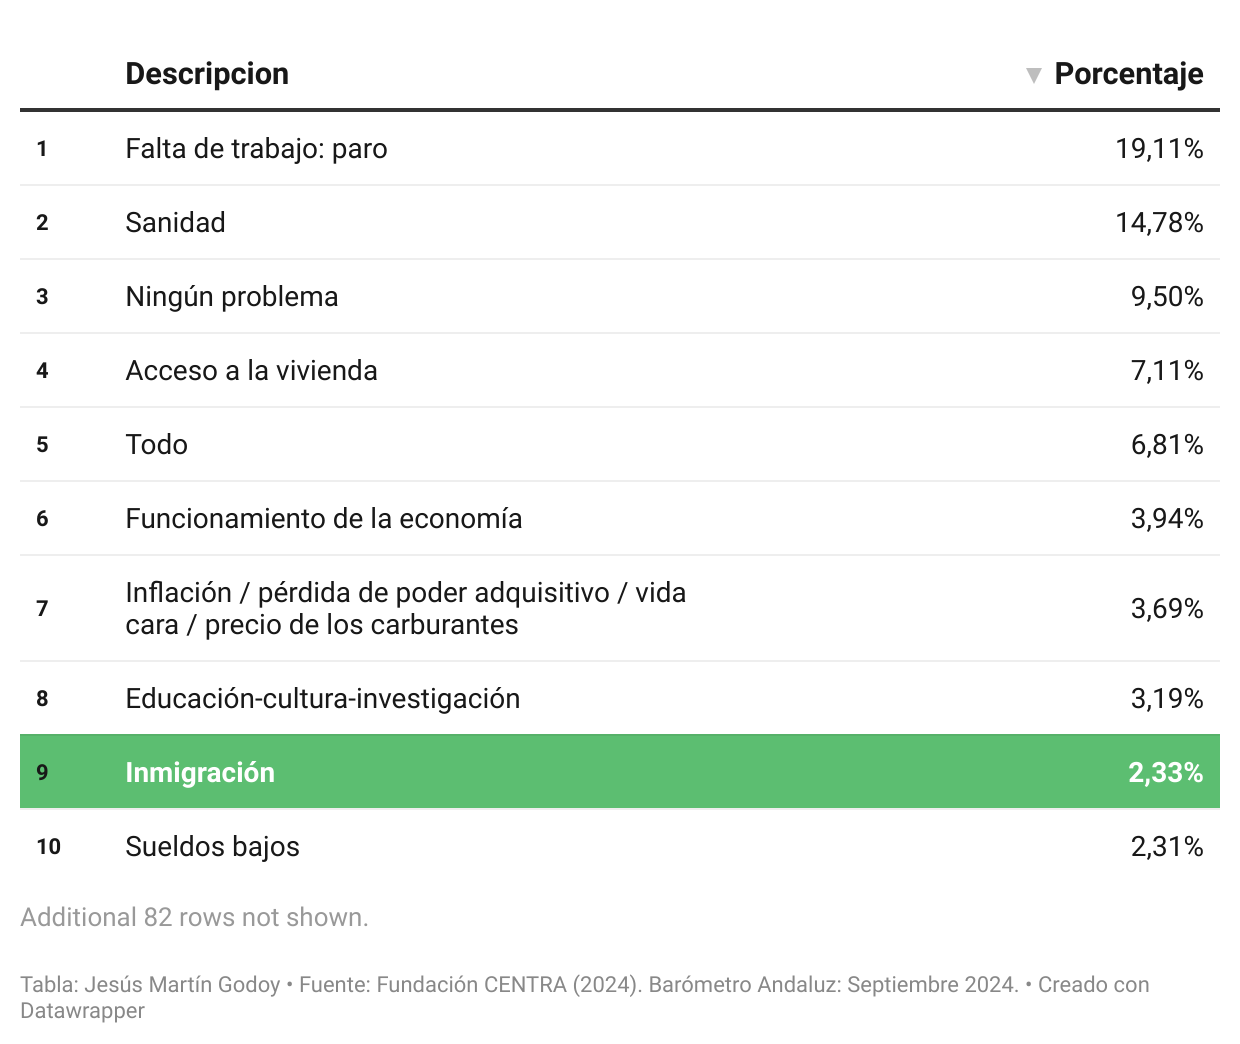 Descripcion ▼ Porcentaje
1 Falta de trabajo: paro 19,11%
2 Sanidad 14,78%
3 Ningún problema 9,50%
4 Acceso a la vivienda 7,11%
5 Todo 6,81%
6 Funcionamiento de la economía 3,94%
7 Inflación / pérdida de poder adquisitivo / vida
cara / precio de los carburantes 3,69%
8 Educación-cultura-investigación 3,19%
9 Inmigración 2,33%
10 Sueldos bajos 2,31%
Additional 82 rows not shown.
Tabla: Jesús Martín Godoy • Fuente: Fundación CENTRA (2024). Barómetro Andaluz: Septiembre 2024. • Creado con
Datawrapper